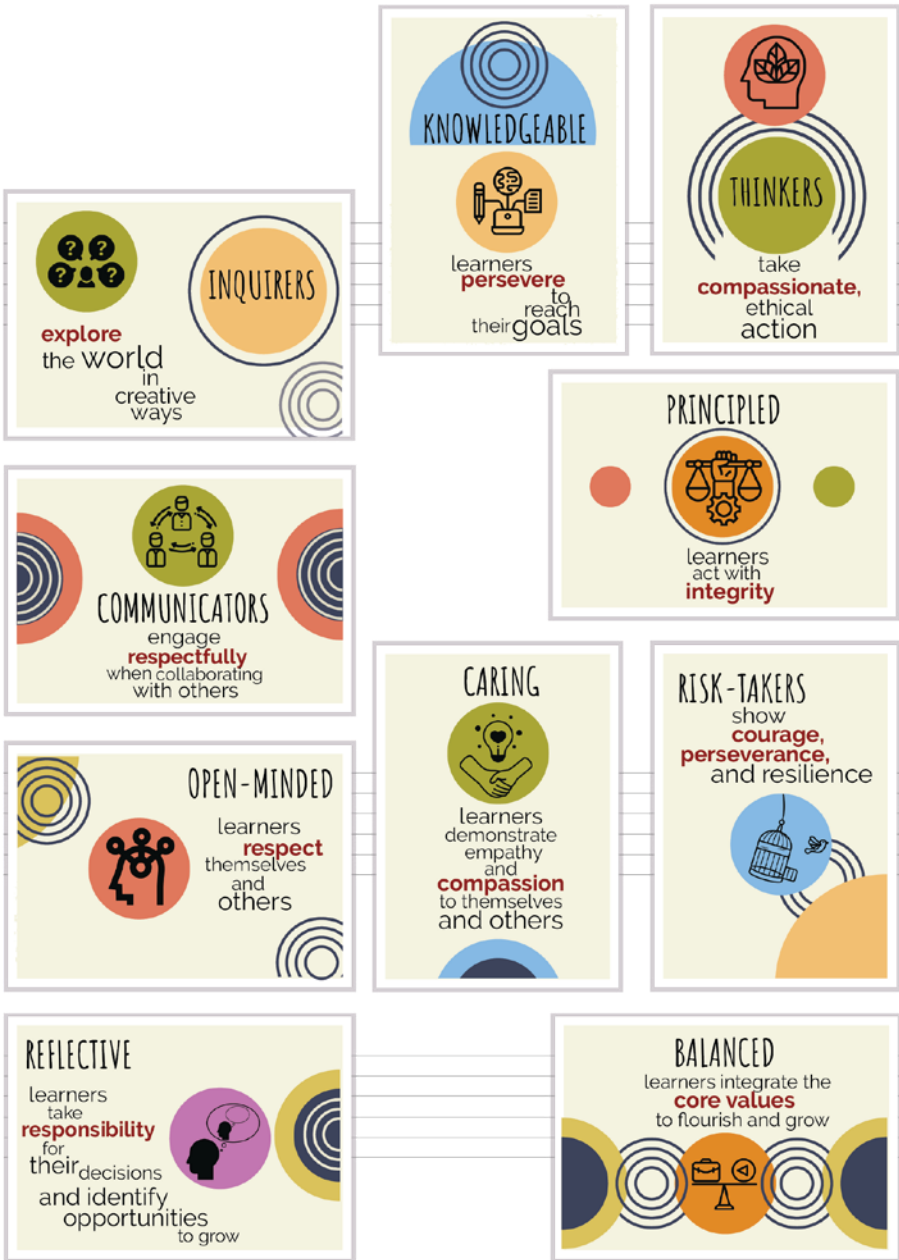 KNOWLEDGEABLE
learners
persevere
to
reach
their goals
THINKERS
take
compassionate,
ethical
action
INQUIRERS
explore
the world
in
creative
ways
PRINCIPLED
learners
act with
integrity
COMMUNICATORS
engage
respectfully
when collaborating
with others
CARING
learners
demonstrate
empathy
and
compassion
to themselves
and others
RISK-TAKERS
show
courage,
perseverance,
and resilience
OPEN-MINDED
learners
respect
themselves
and
others
REFLECTIVE
learners
take
responsibility
for
their decisions
and identify
opportunities
to grow
BALANCED
learners integrate the
core values
to flourish and grow